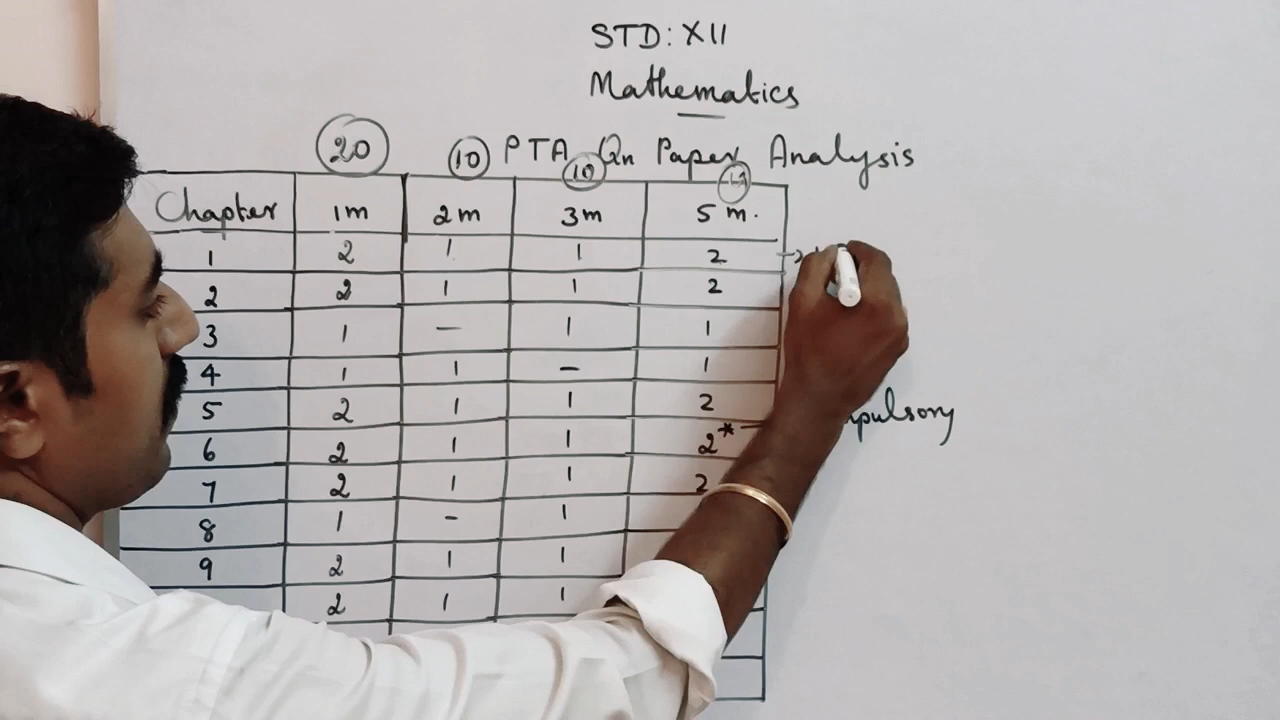 STD: XII
Mathematics
20 10 PTA Qn Paper Analysis
10
Chapter 1m 2m 3m 5 m.
1 2 1 1 2
2 2 1 1 2
3 1 – 1 1
4 1 1 – 1
5 2 1 1 2
6 2 1 1 2*
7 2 1 1 2
8 1 - 1
9 2 1 1
2 1 1